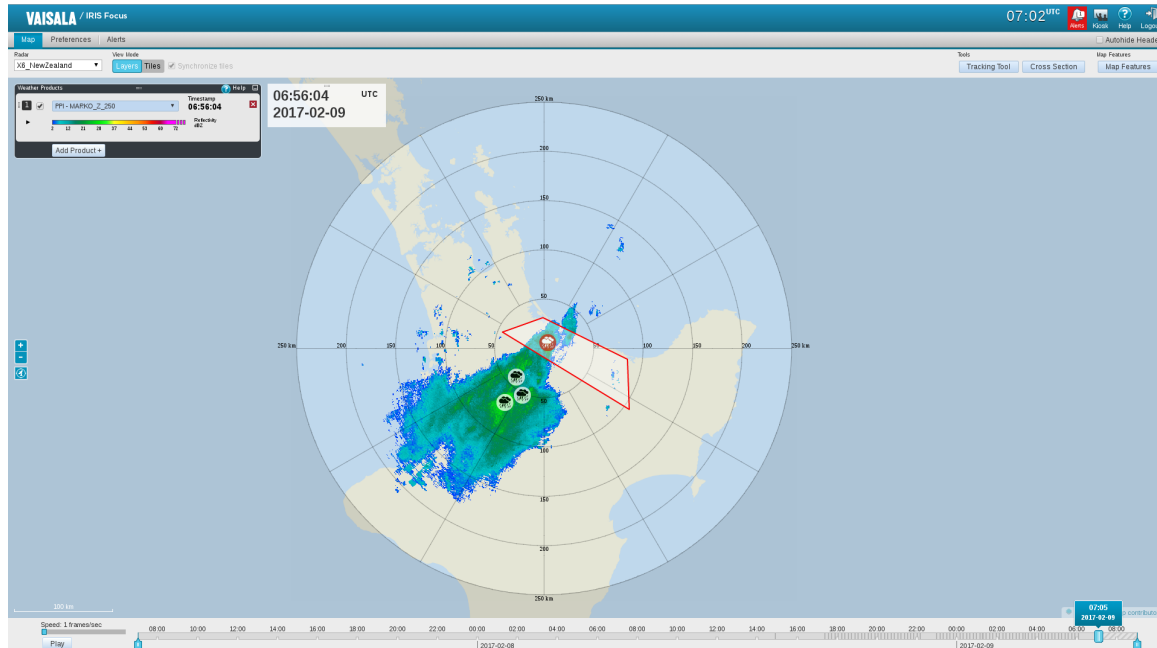 VAISALA / IRIS Focus
07:02 UTC
Alerts
Kiosk
Help
Logou
Map
Preferences
Alerts
Autohide Heade
Radar
View Mode
Tools
Map Features
X6_NewZealand
Layers
Tiles
Synchronize tiles
Tracking Tool
Cross Section
Map Features
Weather Products
Help
Timestamp
1
PPI - MARKO_Z_250
06:56:04
Reflectivity
dBZ
2 12 21 28 37 44 53 60 72
Add Product +
06:56:04 UTC
2017-02-09
250 km
200
150
100
50
250 km 200 150 100 50 50 100 150 200 250 km
50
100
150
200
250 km
+
-
100 km
contributo
07:05
2017-02-09
Speed: 1 frames/sec
Play
08:00 10:00 12:00 14:00 16:00 18:00 20:00 22:00 00:00 02:00 04:00 06:00 08:00 10:00 12:00 14:00 16:00 18:00 20:00 22:00 00:00 02:00 04:00 06:00 08:00
2017-02-08
2017-02-09